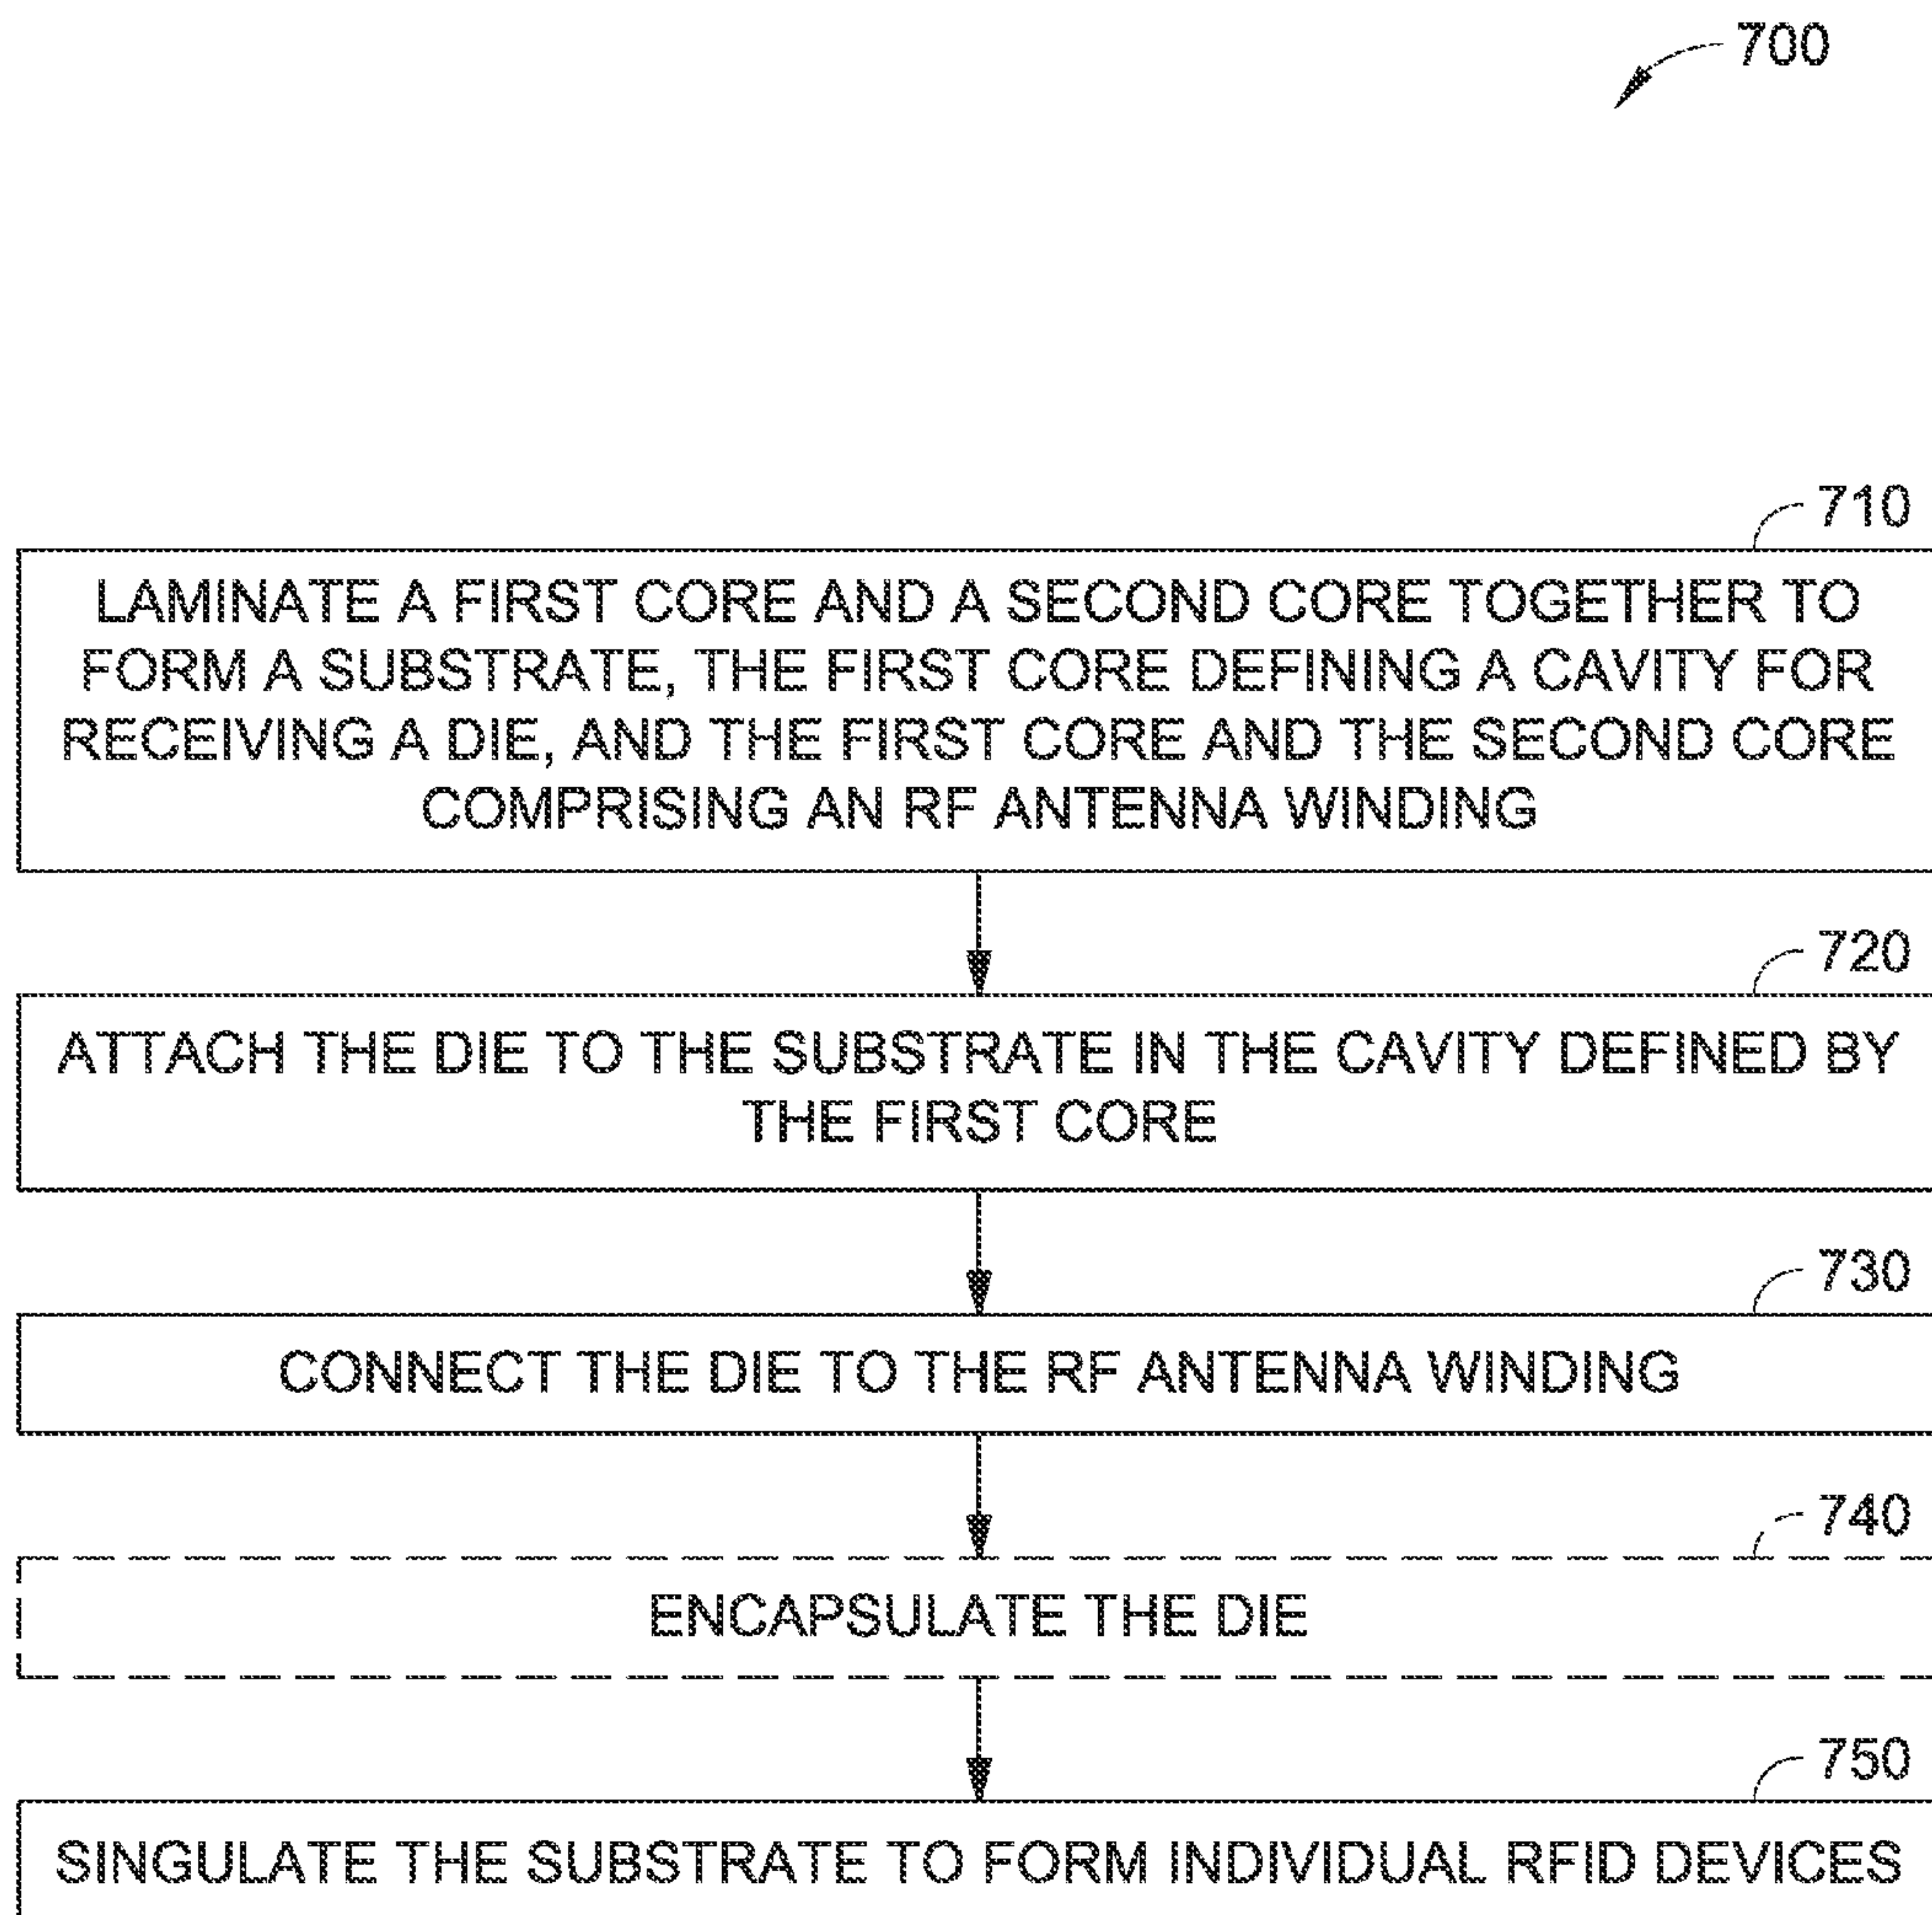 700
710
LAMINATE A FIRST CORE AND A SECOND CORE TOGETHER TO
FORM A SUBSTRATE, THE FIRST CORE DEFINING A CAVITY FOR
RECEIVING A DIE, AND THE FIRST CORE AND THE SECOND CORE
COMPRISING AN RF ANTENNA WINDING
720
ATTACH THE DIE TO THE SUBSTRATE IN THE CAVITY DEFINED BY
THE FIRST CORE
730
CONNECT THE DIE TO THE RF ANTENNA WINDING
740
ENCAPSULATE THE DIE
750
SINGULATE THE SUBSTRATE TO FORM INDIVIDUAL RFID DEVICES